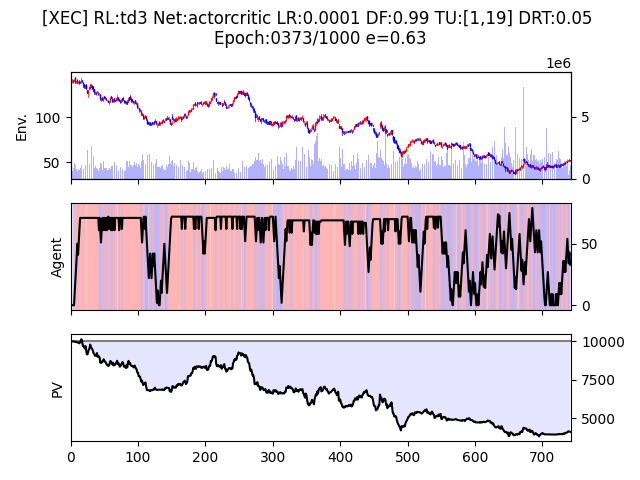 [XEC] RL:td3 Net:actorcritic LR:0.0001 DF:0.99 TU:[1,19] DRT:0.05
Epoch:0373/1000 e=0.63
1e6
Env.
100
50
5
0
Agent
50
0
PV
10000
7500
5000
0 100 200 300 400 500 600 700